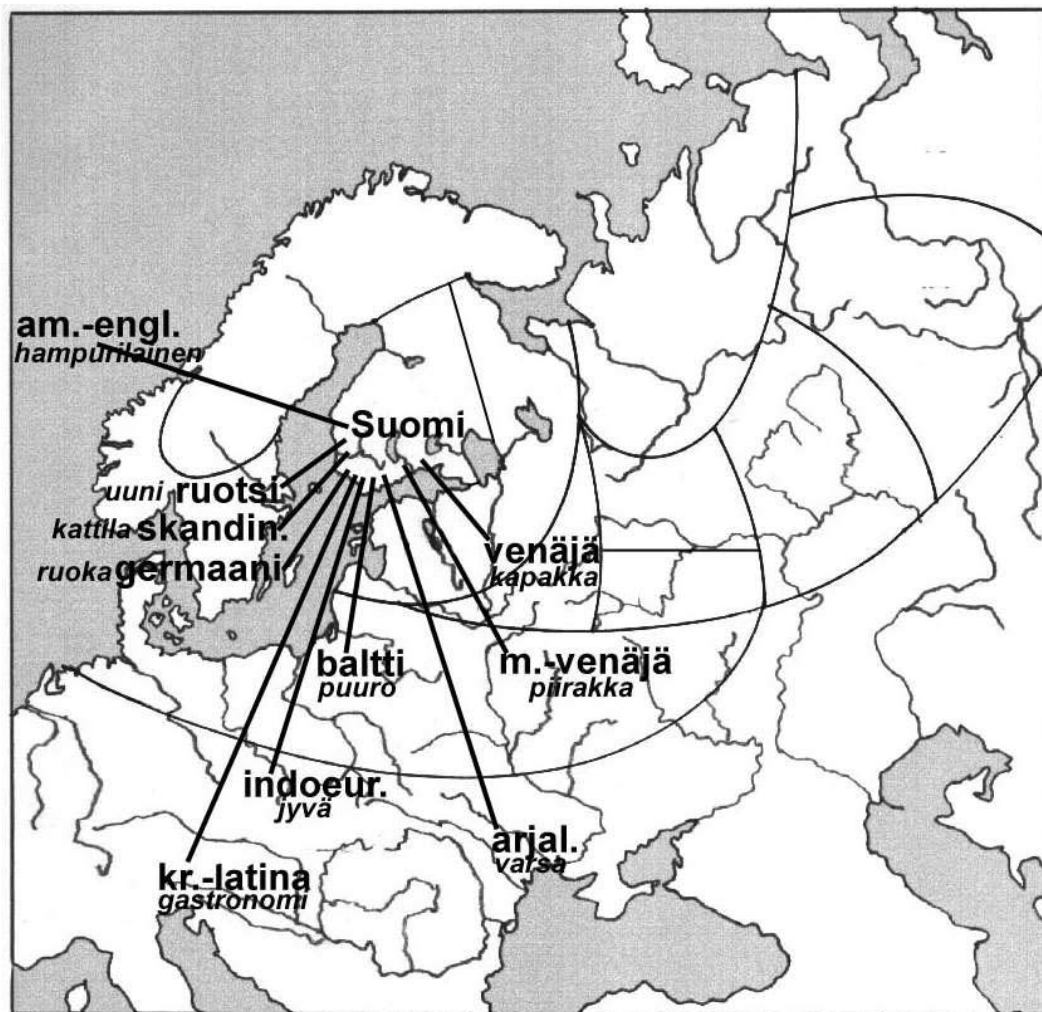 am.-engl.
hampurilainen
Suomi
uuni ruotsi
kattila skandin.
ruoka germaani
venäjä
kapakka
baltti
puuro
m.-venäjä
piirakka
indoeur.
jyvä
arjal.
varsa
kr.-latina
gastronomi